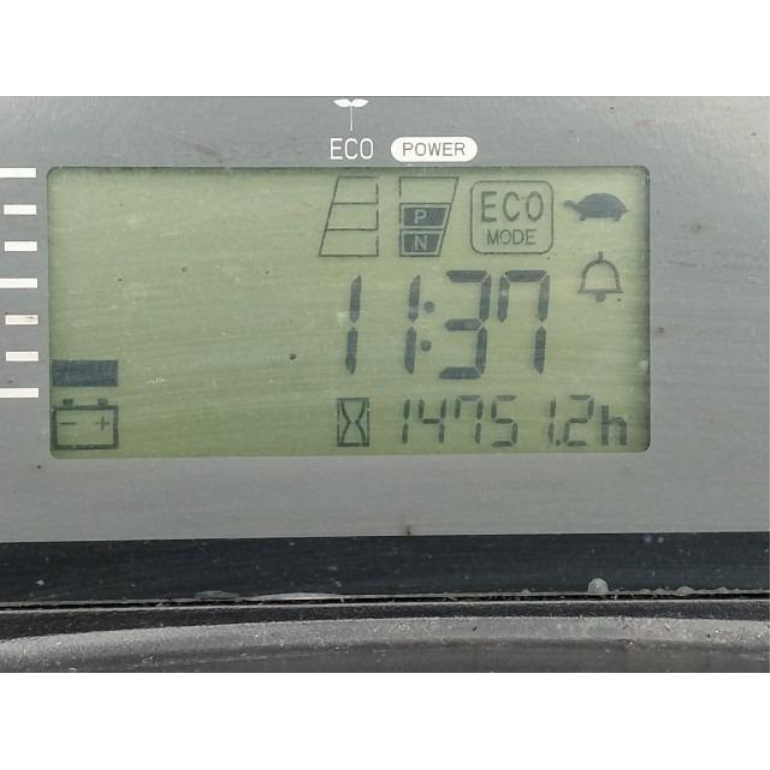 ECO POWER
P ECO
N MODE
11:37
14751.2h